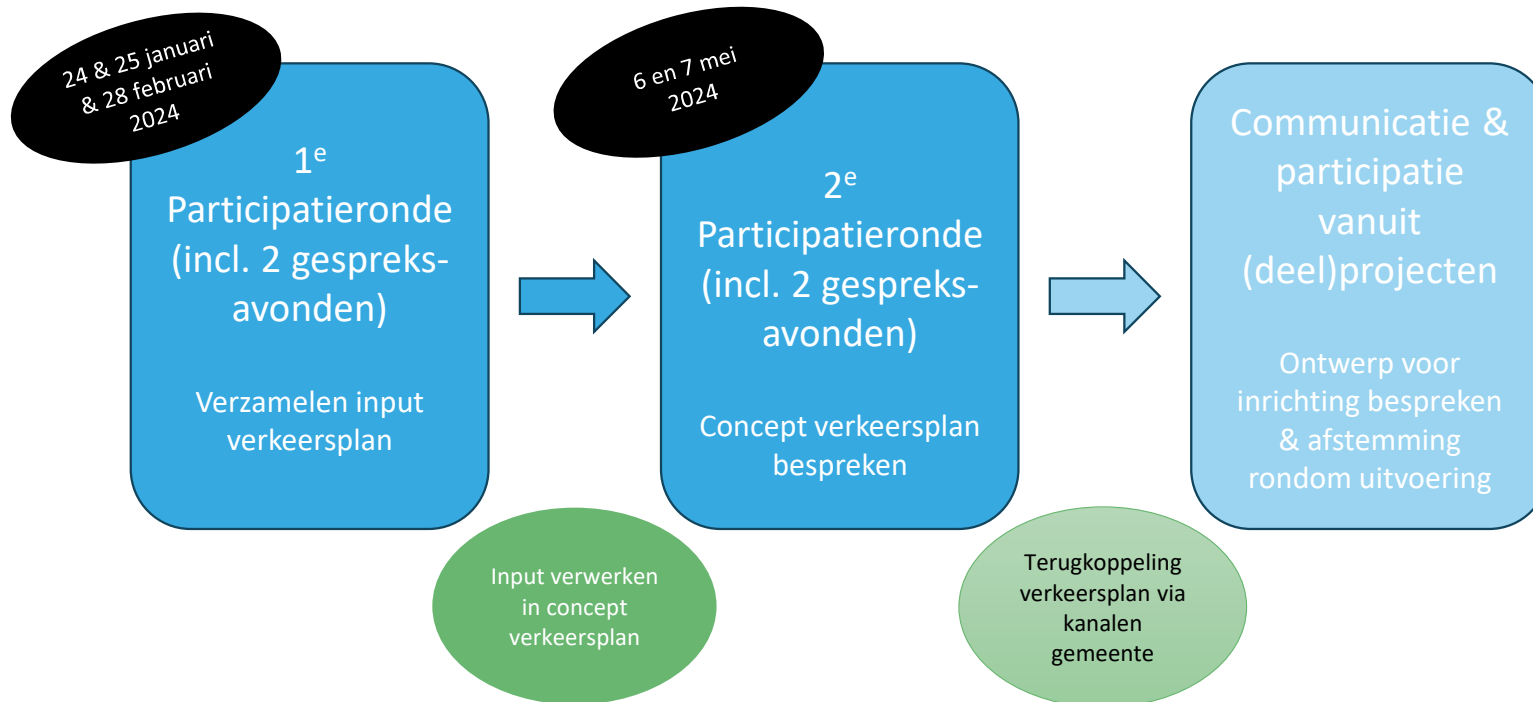 24 & 25 januari
& 28 februari
2024
1e
Participatieronde
(incl. 2 gespreks-
avonden)
Verzamelen input
verkeersplan
Input verwerken
in concept
verkeersplan
6 en 7 mei
2024
2e
Participatieronde
(incl. 2 gespreks-
avonden)
Concept verkeersplan
bespreken
Terugkoppeling
verkeersplan via
kanalen
gemeente
Communicatie &
participatie
vanuit
(deel)projecten
Ontwerp voor
inrichting bespreken
& afstemming
rondom uitvoering